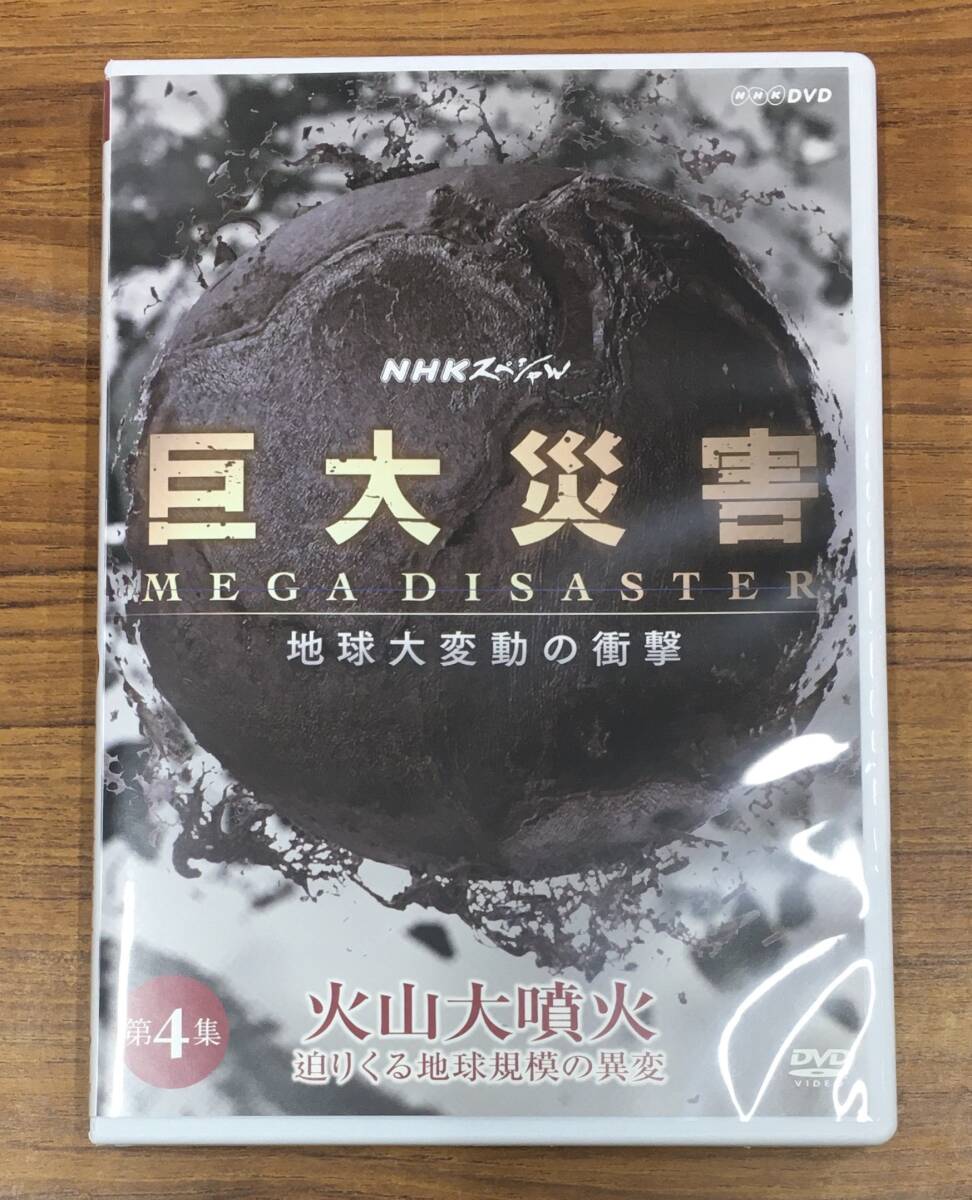 NHK DVD
NHKスペシャル
巨大災害
MEGA DISASTER
地球大変動の衝撃
第4集
火山大噴火
迫りくる地球規模の異変
DVD
VIDEO